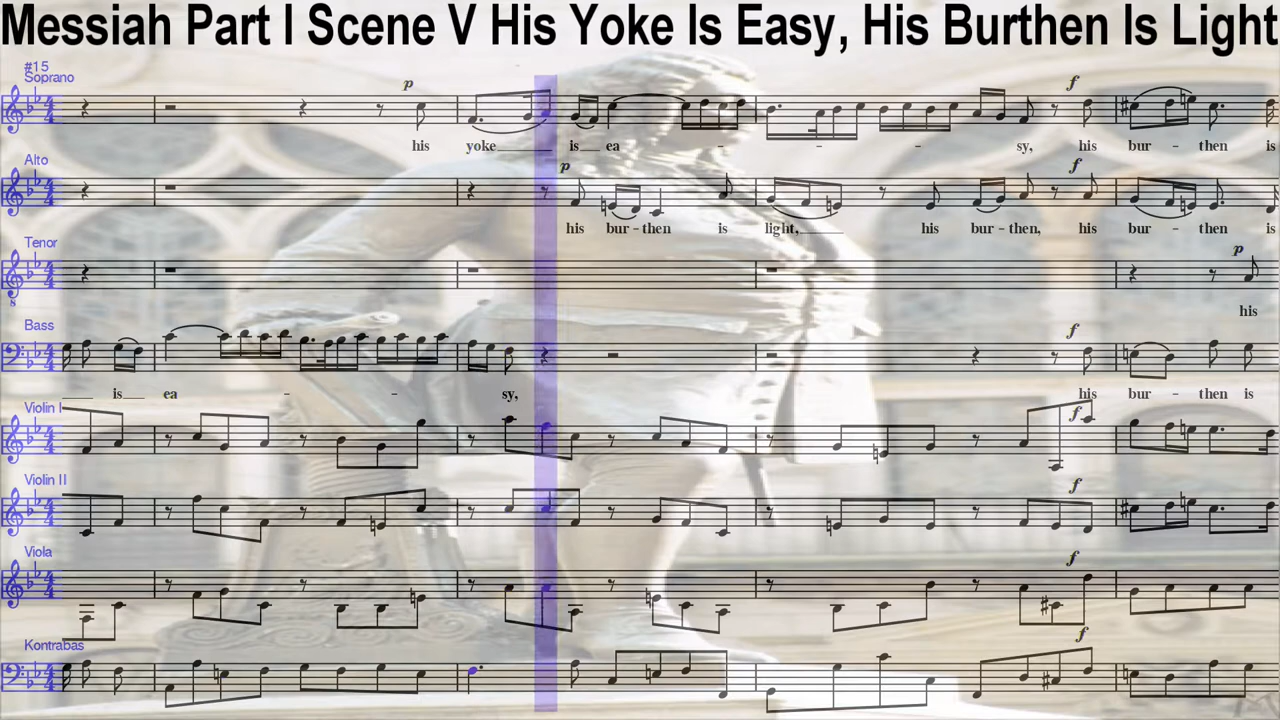 Messiah Part I Scene V His Yoke Is Easy, His Burthen Is Light
#15
Soprano
p
f
his yoke is ea - - - sy, his bur - then is
Alto
p
f
his bur - then is light, his bur - then, his bur - then is
Tenor
p
8
his
Bass
f
is ea - - sy, his bur - then is
Violin I
f
Violin II
f
Viola
f
Kontrabas
f